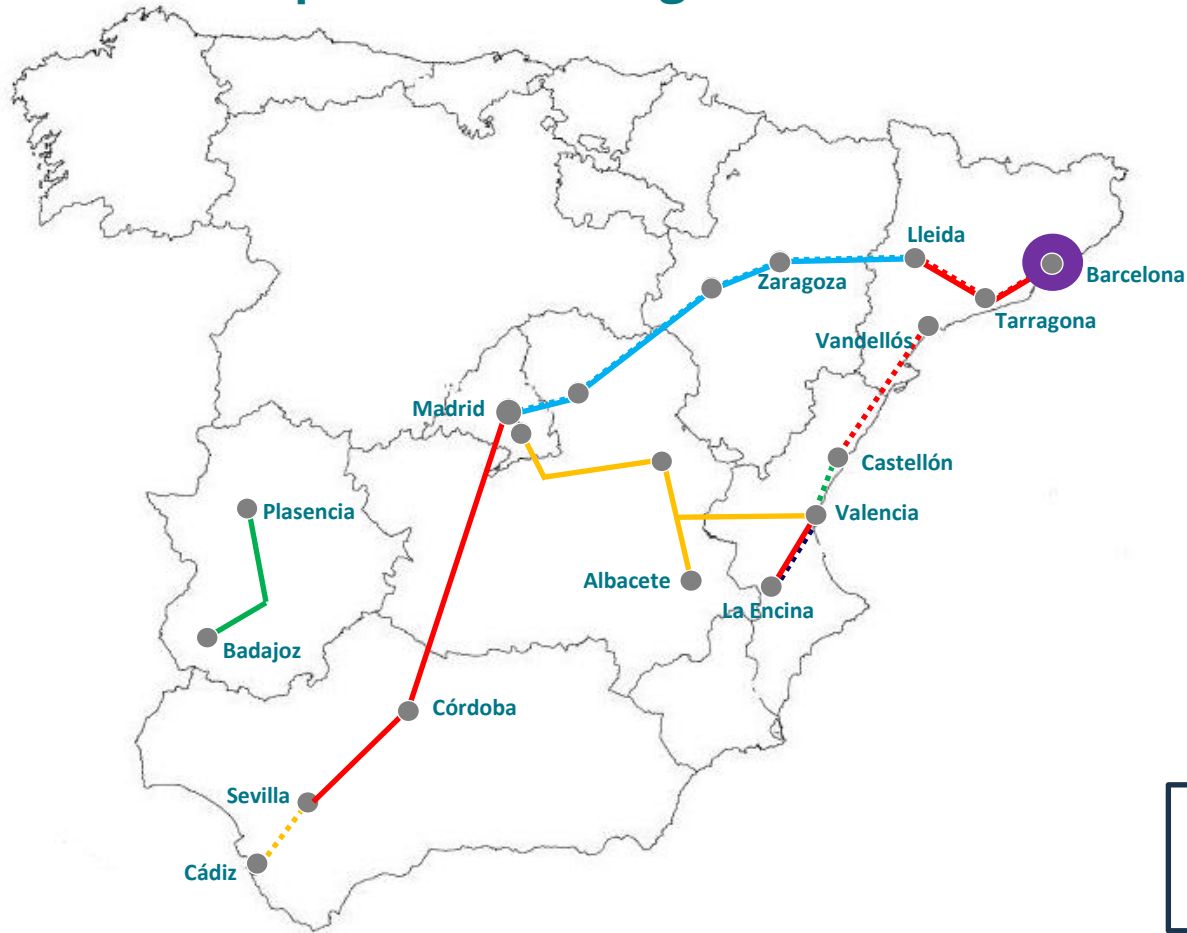 Lleida
Barcelona
Zaragoza
Tarragona
Vandellós
Madrid
Castellón
Plasencia
Valencia
Albacete
La Encina
Badajoz
Córdoba
Sevilla
Cádiz